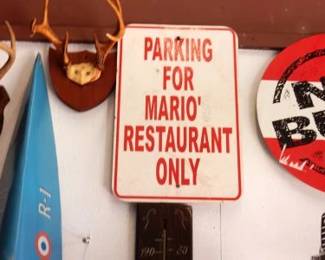 PARKING
FOR
MARIO'
RESTAURANT
ONLY
R-1